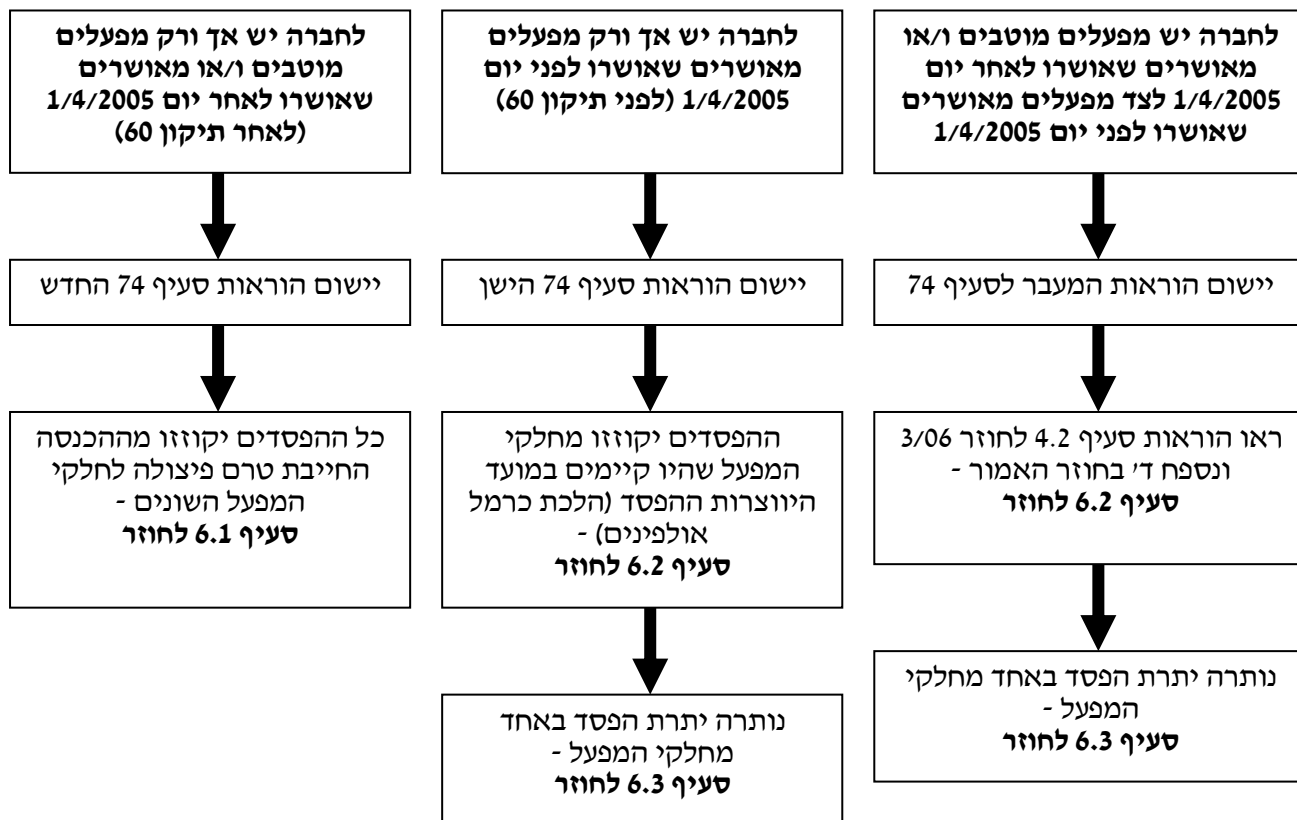 לחברה יש מפעלים מוטבים ו/או
מאושרים שאושרו לאחר יום
1/4/2005 לצד מפעלים מאושרים
שאושרו לפני יום 1/4/2005
יישום הוראות המעבר לסעיף 74
ראו הוראות סעיף 4.2 לחוזר 3/06
ונספח ד' בחוזר האמור -
סעיף 6.2 לחוזר
נותרה יתרת הפסד באחד מחלקי
המפעל -
סעיף 6.3 לחוזר
לחברה יש אך ורק מפעלים
מאושרים שאושרו לפני יום
1/4/2005 (לפני תיקון 60)
יישום הוראות סעיף 74 הישן
ההפסדים יקוזזו מחלקי
המפעל שהיו קיימים במועד
היווצרות ההפסד (הלכת כרמל
אולפינים) -
סעיף 6.2 לחוזר
נותרה יתרת הפסד באחד
מחלקי המפעל -
סעיף 6.3 לחוזר
לחברה יש אך ורק מפעלים
מוטבים ו/או מאושרים
שאושרו לאחר יום 1/4/2005
(לאחר תיקון 60)
יישום הוראות סעיף 74 החדש
כל ההפסדים יקוזזו מההכנסה
החייבת טרם פיצולה לחלקי
המפעל השונים -
סעיף 6.1 לחוזר